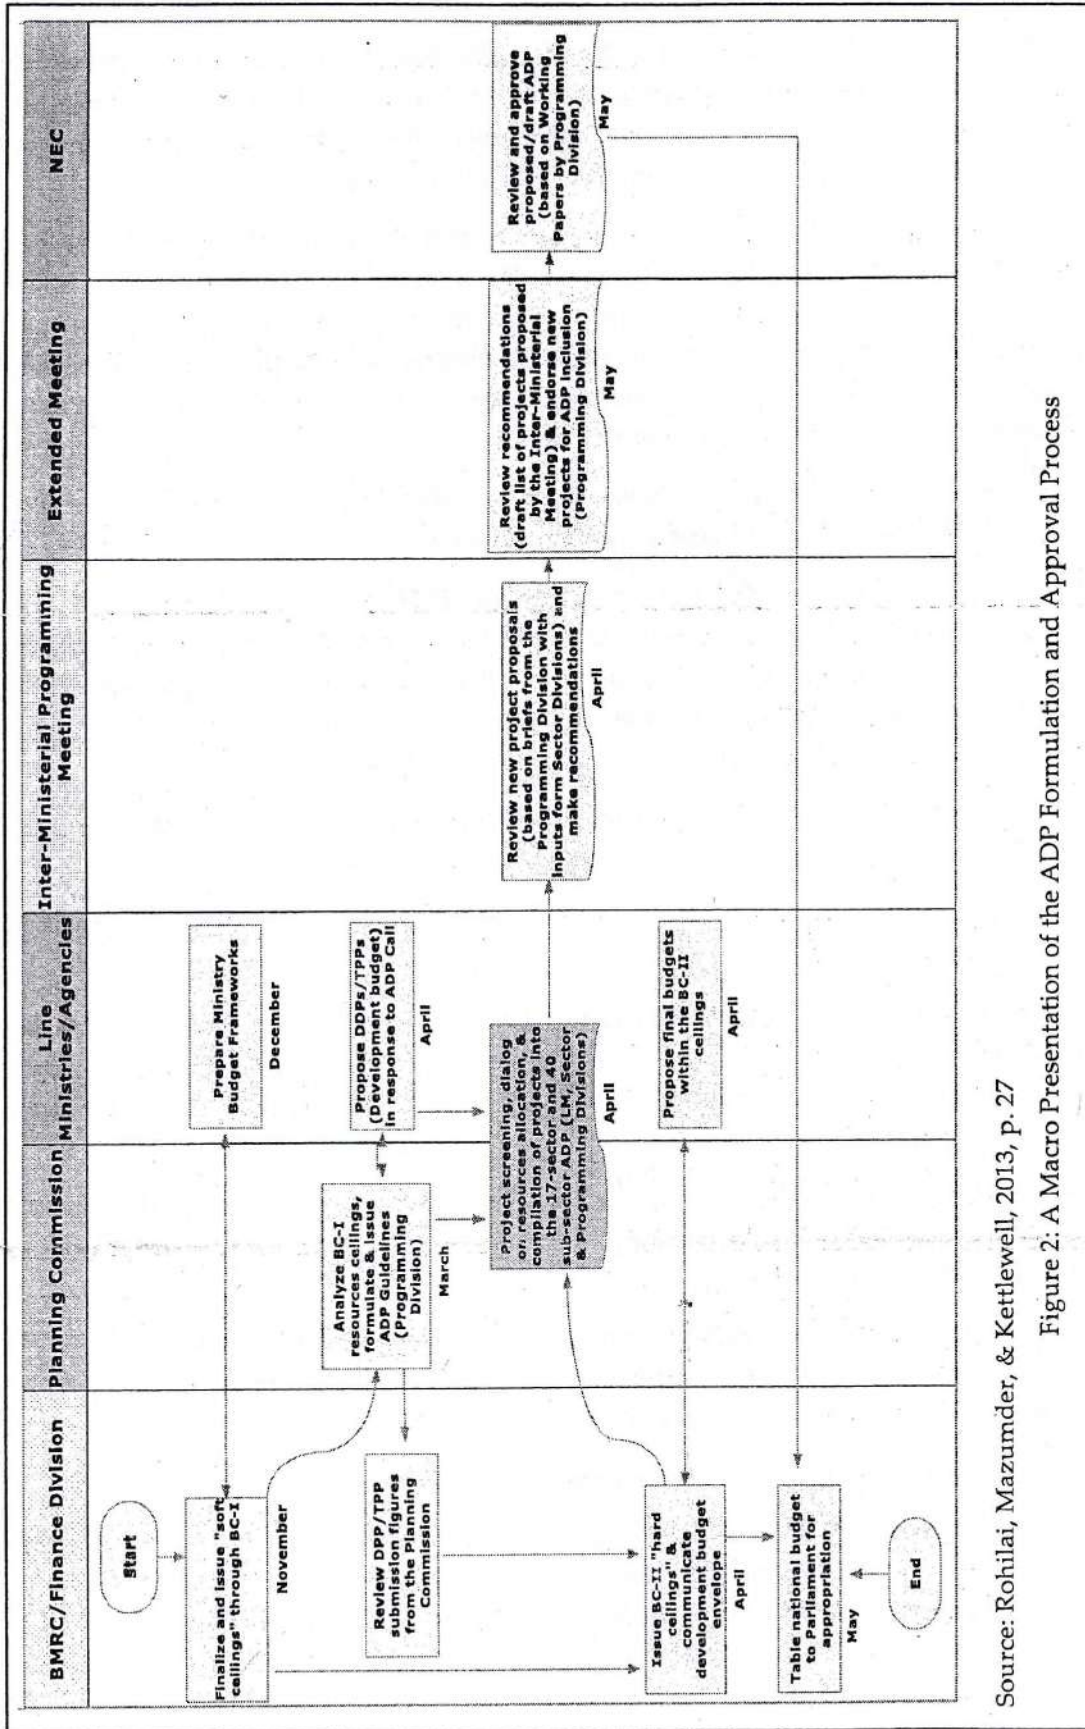 BMRC/Finance Division
Planning Commission
Line
Ministries/Agencies
Inter-Ministerial Programing
Meeting
Extended Meeting
NEC
Start
Finalize and issue "soft
ceilings" through BC-I
November
Prepare Ministry
Budget Frameworks
December
Analyze BC-I
resources ceilings,
formulate & issue
ADP Guidelines
(Programming
Division)
March
Propose DDPs/TPPs
(Development budget)
in response to ADP Call
April
Review DPP/TPP
submission figures
from the Planning
Commission
Project screening, dialog
on resources allocation, &
compilation of projects into
the 17-sector and 40
sub-sector ADP (LM, Sector
& Programming Divisions)
April
Review new project proposals
(based on briefs from the
Programming Division with
Inputs form Sector Divisions) and
make recommendations
April
Review recommendations
(draft list of projects proposed
by the Inter-Ministerial
Meeting) & endorse new
projects for ADP inclusion
(Programming Division)
May
Review and approve
proposed/draft ADP
(based on Working
Papers by Programming
Division)
May
Issue BC-II "hard
ceilings" &
communicate
development budget
envelope
April
Propose final budgets
within the BC-II
ceilings
April
Table national budget
to Parliament for
appropriation
May
End
Source: Rohilai, Mazumder, & Kettlewell, 2013, p. 27
Figure 2: A Macro Presentation of the ADP Formulation and Approval Process